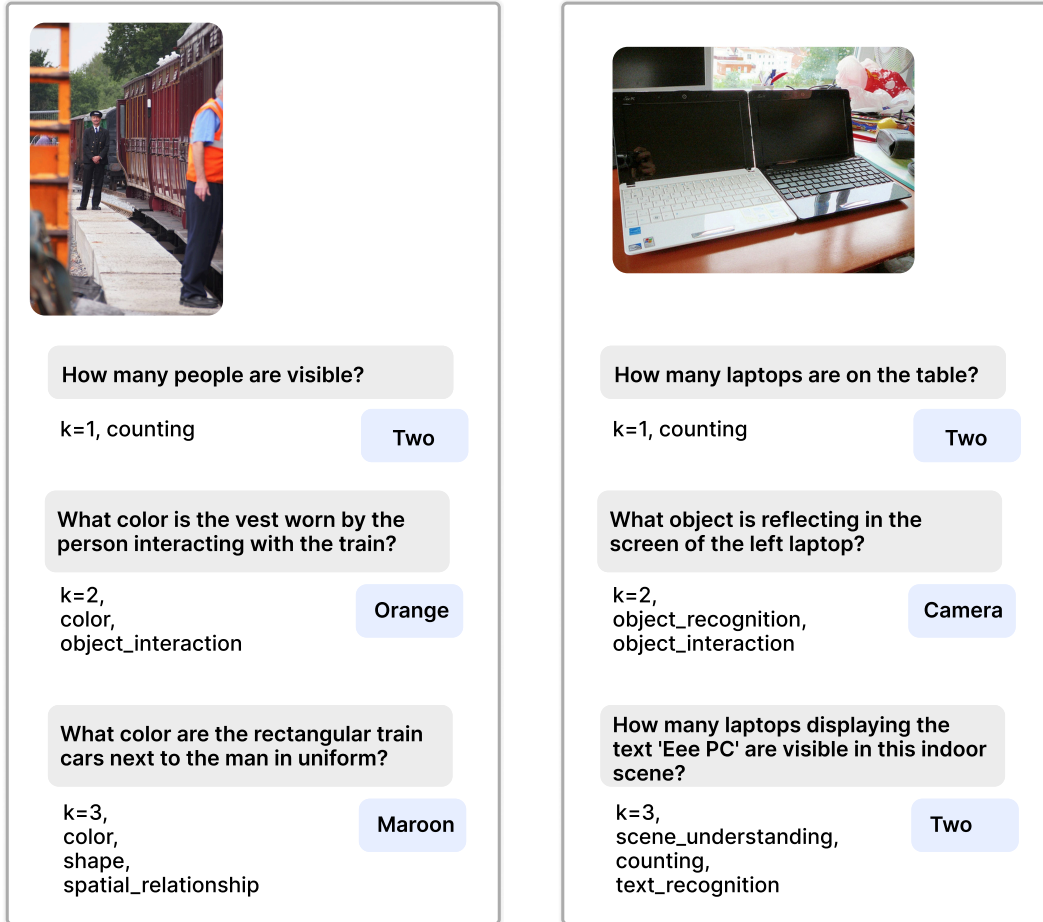 How many people are visible?
k=1, counting
Two
What color is the vest worn by the
person interacting with the train?
k=2,
color,
object_interaction
Orange
What color are the rectangular train
cars next to the man in uniform?
k=3,
color,
shape,
spatial_relationship
Maroon
How many laptops are on the table?
k=1, counting
Two
What object is reflecting in the
screen of the left laptop?
k=2,
object_recognition,
object_interaction
Camera
How many laptops displaying the
text 'Eee PC' are visible in this indoor
scene?
k=3,
scene_understanding,
counting,
text_recognition
Two